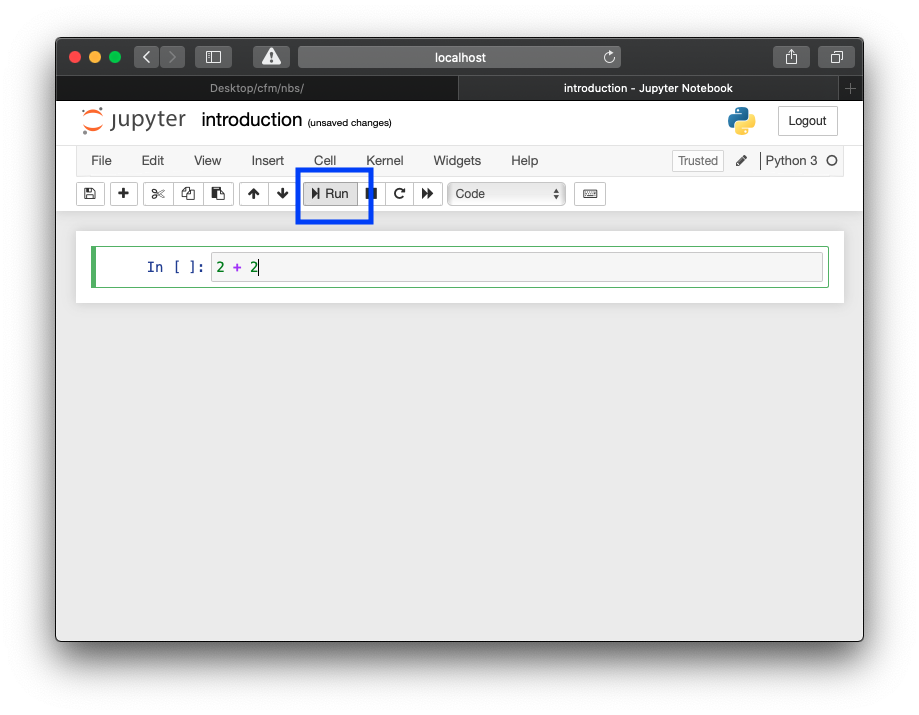 localhost
Desktop/cfm/nbs/ introduction - Jupyter Notebook
jupyter introduction (unsaved changes) Logout
File Edit View Insert Cell Kernel Widgets Help Trusted Python 3
Run Code
In [ ]: 2 + 2